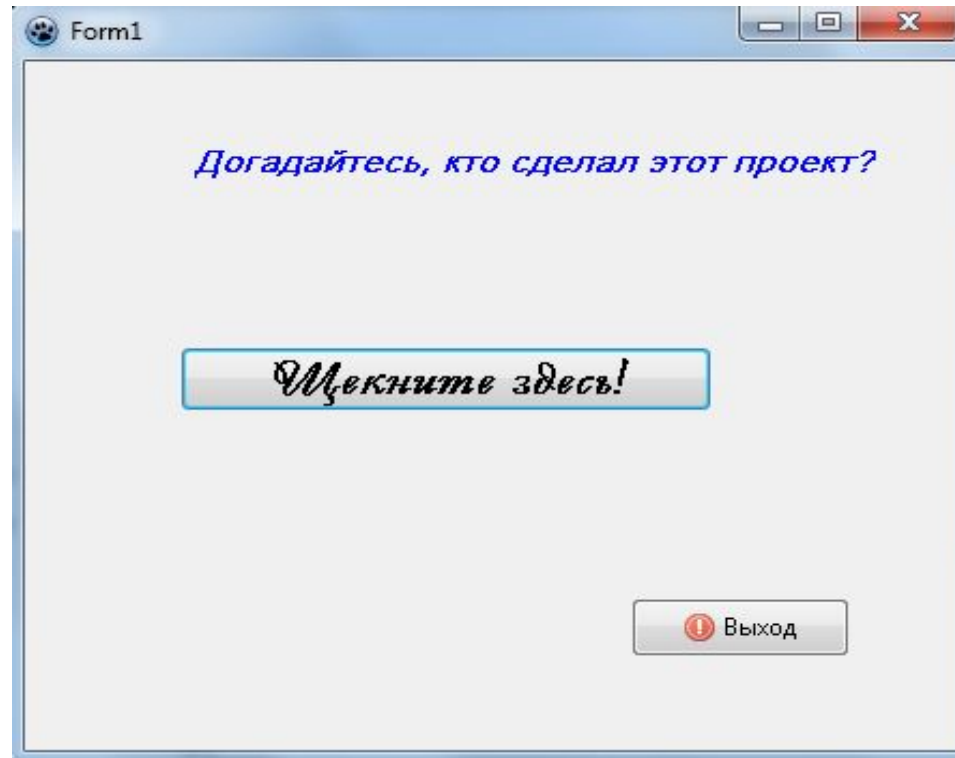 Form1
Догадайтесь, кто сделал этот проект?
Щекните здесь!
Выход